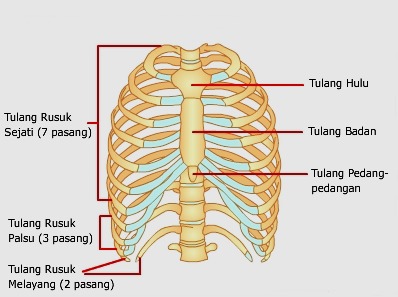 Tulang Hulu
Tulang Rusuk
Sejati (7 pasang)
Tulang Badan
Tulang Pedang-
pedangan
Tulang Rusuk
Palsu (3 pasang)
Tulang Rusuk
Melayang (2 pasang)